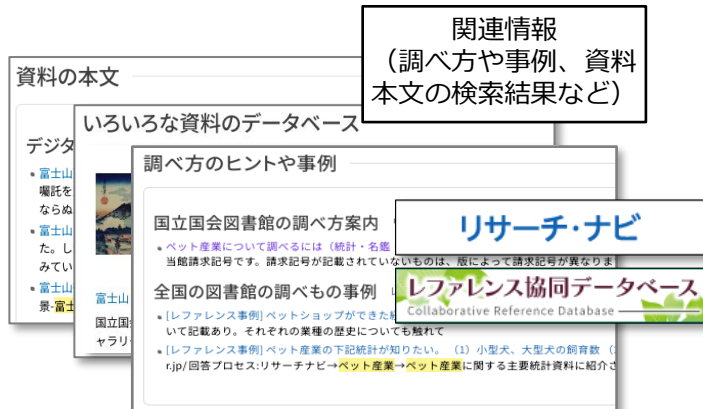 関連情報
（調べ方や事例、資料
本文の検索結果など）
資料の本文
デジタ
富士山
嘱託を
ならぬ
富士山
た。し
みてい
富士山
景-富士
いろいろな資料のデータベース
富士山
国立国
ャラリ
調べ方のヒントや事例
国立国会図書館の調べ方案内
ペット産業について調べるには（統計・名鑑
当館請求記号です。請求記号が記載されていないものは、版によって請求記号が異なりま
全国の図書館の調べもの事例
[レファレンス事例] ペットショップができた
いて記載あり。それぞれの業種の歴史についても触れて
[レファレンス事例] ペット産業の下記統計が知りたい。 （1）小型犬、大型犬の飼育数
r.jp/ 回答プロセス:リサーチナビ→ペット産業→ペット産業に関する主要統計資料に紹介さ
リサーチ・ナビ
レファレンス協同データベース
Collaborative Reference Database